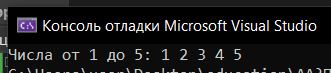 Консоль отладки Microsoft Visual Studio
Числа от 1 до 5: 1 2 3 4 5